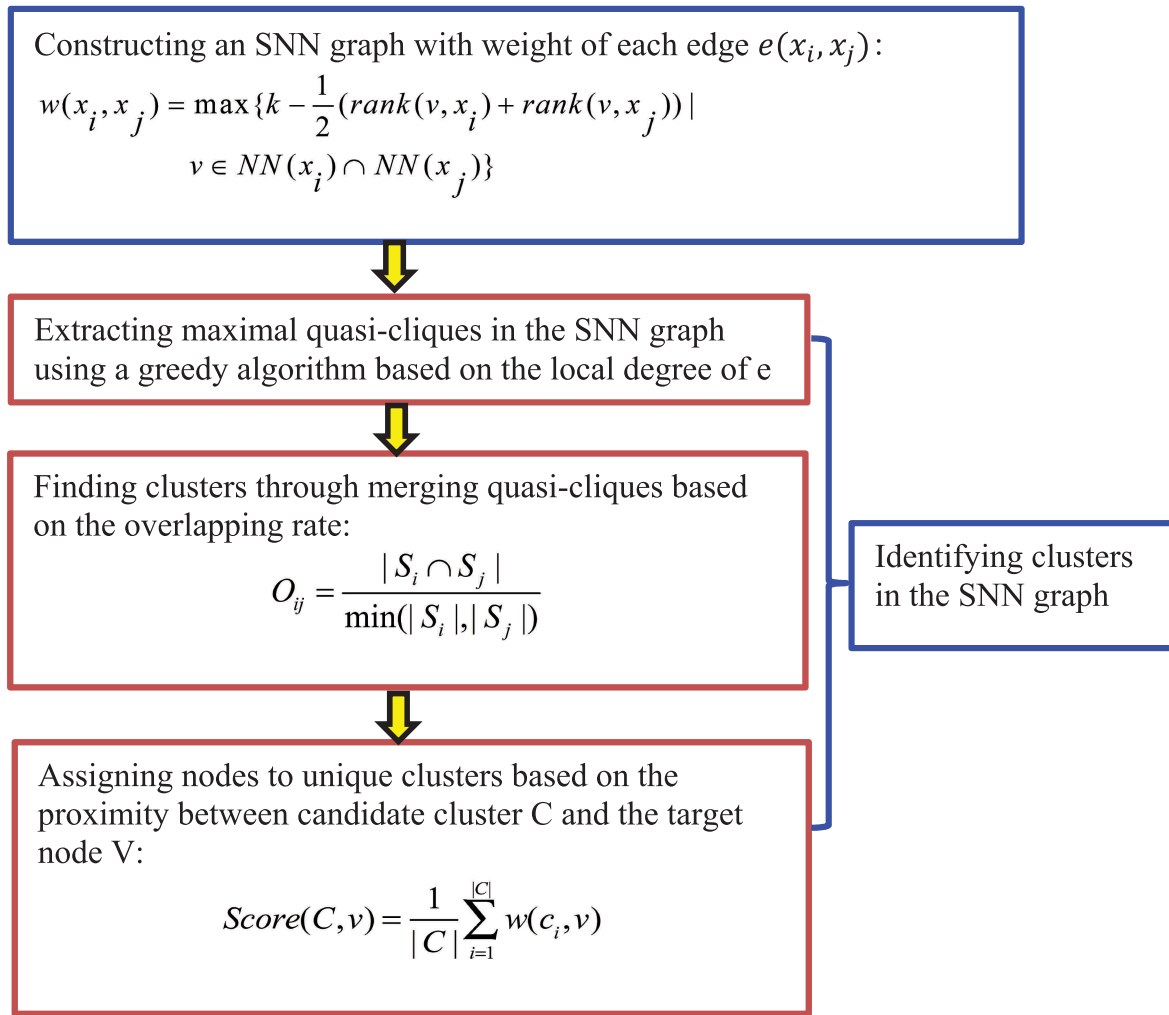 Constructing an SNN graph with weight of each edge e(x_i, x_j):
w(x_i, x_j) = max{k − 1/2 (rank(v, x_i) + rank(v, x_j)) |
v ∈ NN(x_i) ∩ NN(x_j)}
Extracting maximal quasi-cliques in the SNN graph
using a greedy algorithm based on the local degree of e
Finding clusters through merging quasi-cliques based
on the overlapping rate:
O_ij = | S_i ∩ S_j | / min(| S_i |,| S_j |)
Identifying clusters
in the SNN graph
Assigning nodes to unique clusters based on the
proximity between candidate cluster C and the target
node V:
Score(C,v) = 1/|C| ∑_{i=1}^{|C|} w(c_i,v)